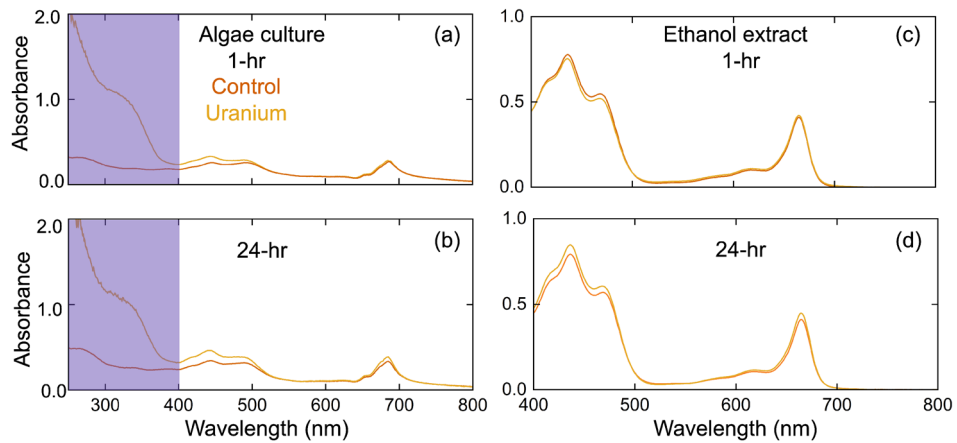 2.0
1.0
0.0
Absorbance
Algae culture
1-hr
Control
Uranium
(a)
1.0
0.5
0.0
Absorbance
Ethanol extract
1-hr
(c)
2.0
1.0
0.0
Absorbance
24-hr
(b)
300 400 500 600 700 800
Wavelength (nm)
1.0
0.5
0.0
24-hr
(d)
400 500 600 700 800
Wavelength (nm)